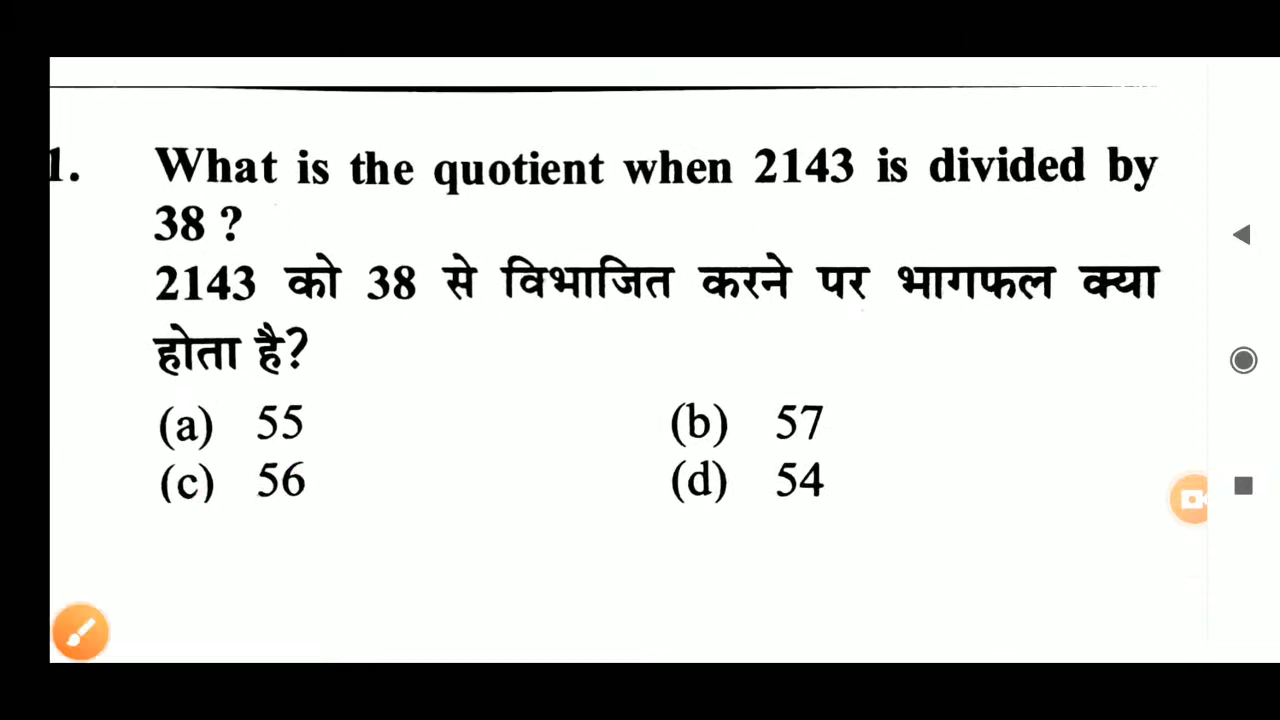 1. What is the quotient when 2143 is divided by
38 ?
2143 को 38 से विभाजित करने पर भागफल क्या
होता है?
(a) 55 (b) 57
(c) 56 (d) 54